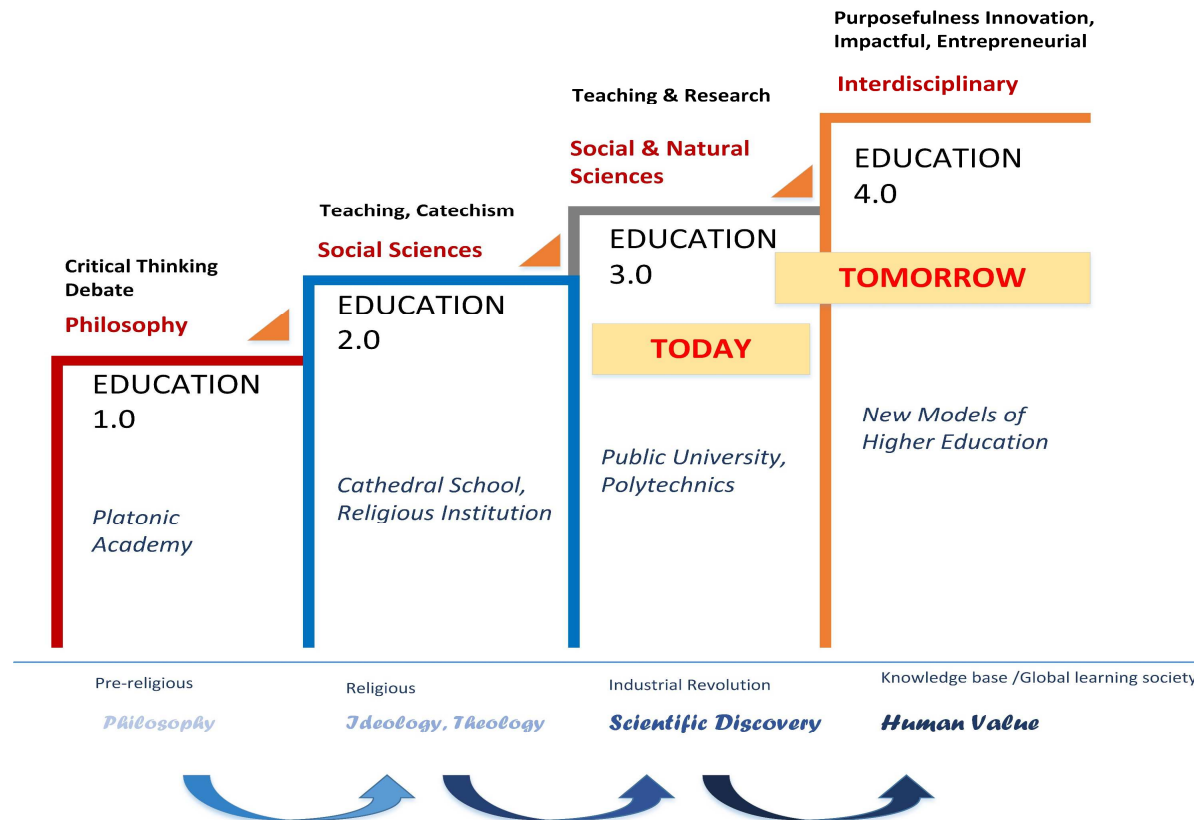 Purposefulness Innovation,
Impactful, Entrepreneurial
Interdisciplinary
EDUCATION
4.0
TOMORROW
New Models of
Higher Education
Teaching & Research
Social & Natural
Sciences
EDUCATION
3.0
TODAY
Public University,
Polytechnics
Teaching, Catechism
Social Sciences
EDUCATION
2.0
Cathedral School,
Religious Institution
Critical Thinking
Debate
Philosophy
EDUCATION
1.0
Platonic
Academy
Pre-religious
Philosophy
Religious
Ideology, Theology
Industrial Revolution
Scientific Discovery
Knowledge base /Global learning society
Human Value